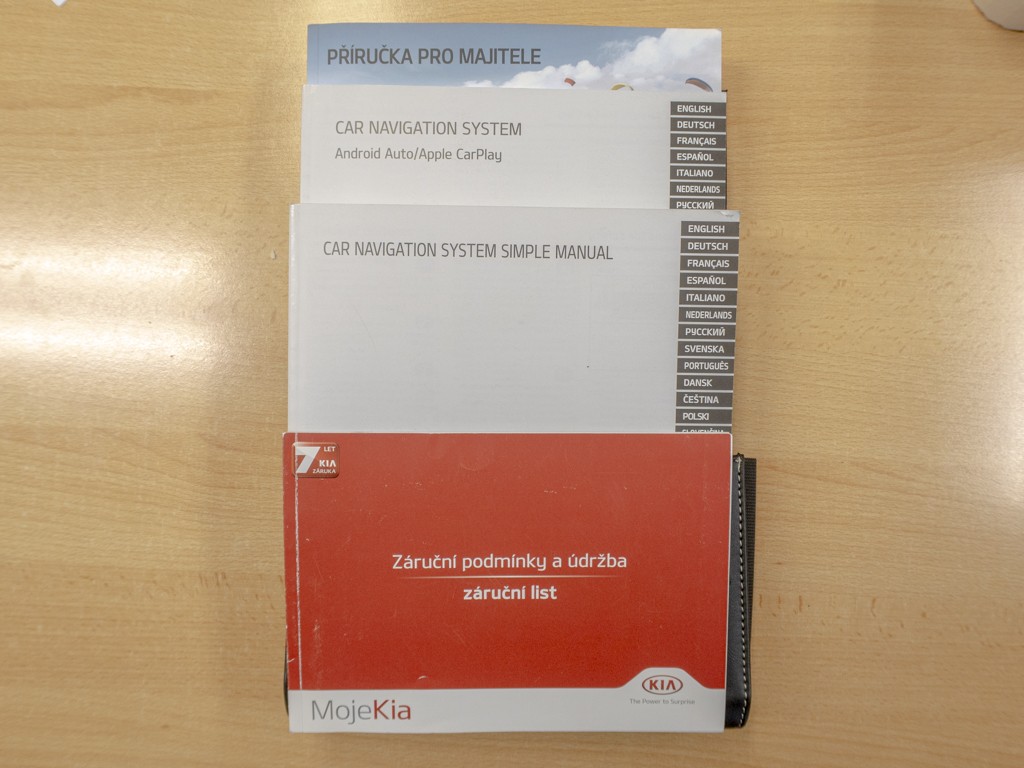 PŘÍRUČKA PRO MAJITELE
CAR NAVIGATION SYSTEM
Android Auto/Apple CarPlay
ENGLISH
DEUTSCH
FRANÇAIS
ESPAÑOL
ITALIANO
NEDERLANDS
РУССКИЙ
CAR NAVIGATION SYSTEM SIMPLE MANUAL
ENGLISH
DEUTSCH
FRANÇAIS
ESPAÑOL
ITALIANO
NEDERLANDS
РУССКИЙ
SVENSKA
PORTUGUÊS
DANSK
ČEŠTINA
POLSKI
SLOVENČINA
7 LET
KIA
ZÁRUKA
Záruční podmínky a údržba
záruční list
KIA
The Power to Surprise
MojeKia